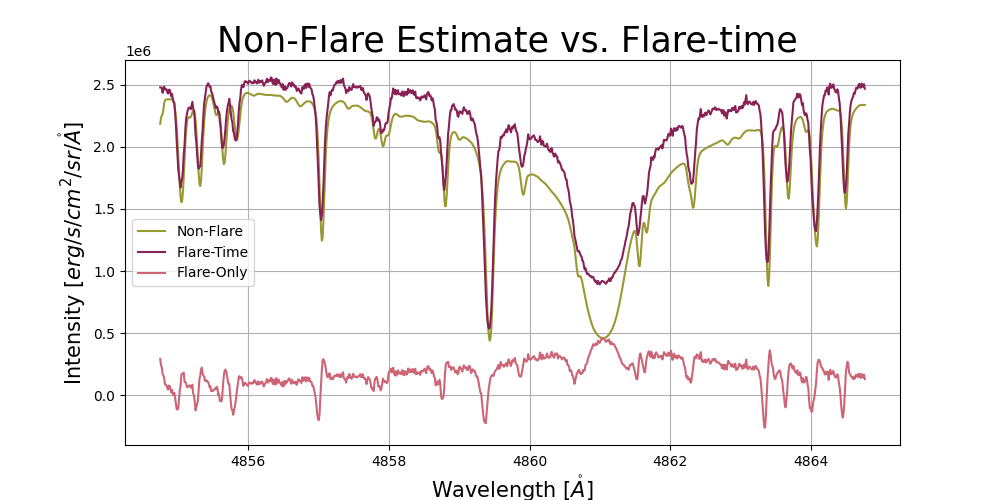 Non-Flare Estimate vs. Flare-time
1e6
2.5
2.0
1.5
1.0
0.5
0.0
Intensity [erg/s/cm²/sr/Å]
Non-Flare
Flare-Time
Flare-Only
4856
4858
4860
4862
4864
Wavelength [Å]